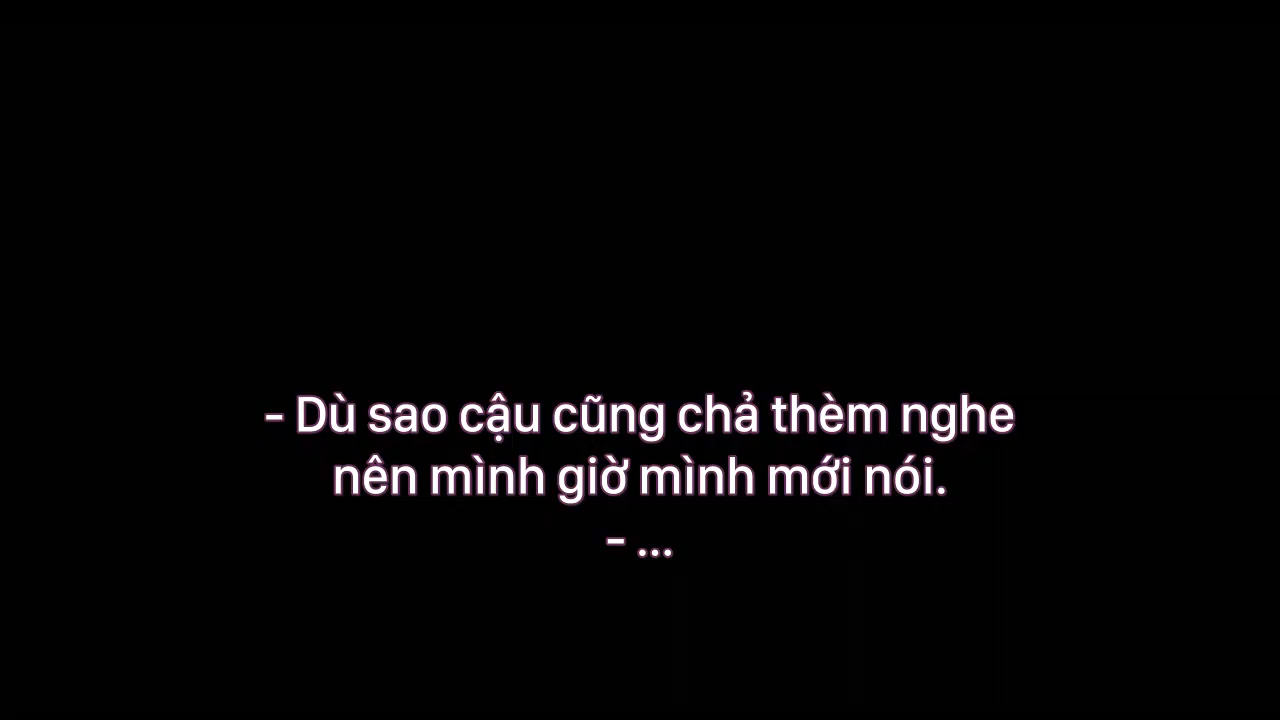 - Dù sao cậu cũng chả thèm nghe
nên mình giờ mình mới nói.
- ...